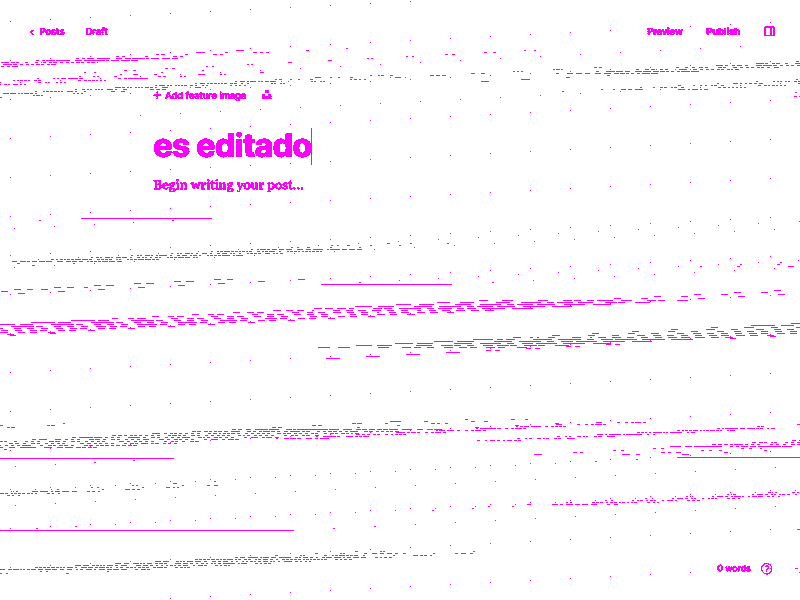 Posts Draft Preview Publish
+ Add feature image
es editado
Begin writing your post...
0 words ?